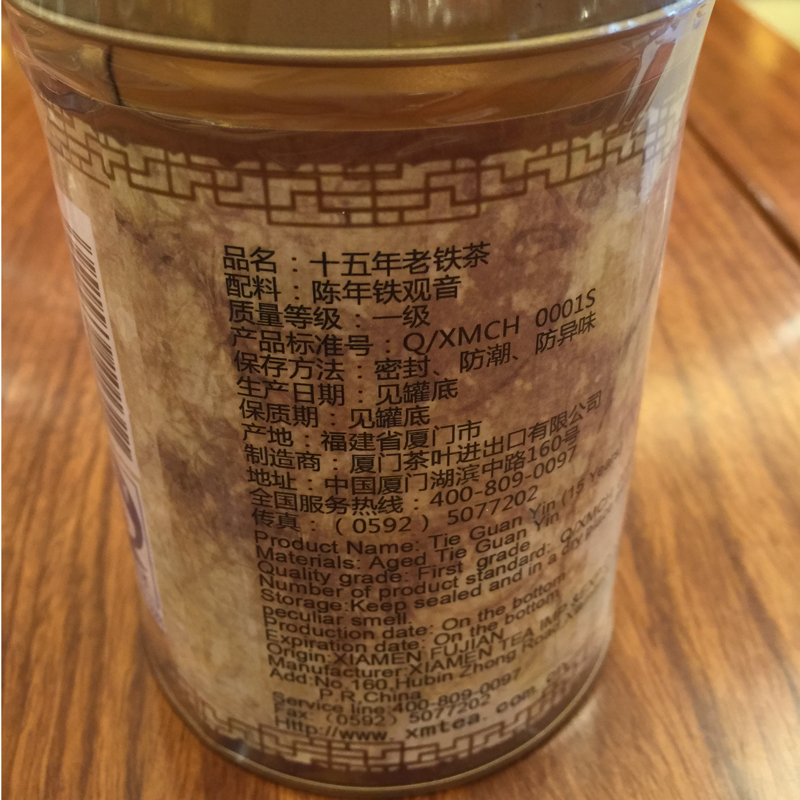 品名：十五年老铁茶
配料：陈年铁观音
质量等级：一级
产品标准号：Q/XMCH 0001S
保存方法：密封、防潮、防异味
生产日期：见罐底
保质期：见罐底
产地：福建省厦门市
制造商：厦门茶叶进出口有限公司
地址：中国厦门湖滨中路160号
全国服务热线：400-809-0097
传真：（0592）5077202
Product Name: Tie Guan Yin (15 Years
Materials: Aged Tie Guan Yin
Quality grade: First grade
Number of product standard: Q/XMCH
Storage:Keep sealed and in a dry
peculiar smell.
Production date: On the bottom
Expiration date: On the bottom
Origin:XIAMEN FUJIAN
Manufacturer:XIAMEN TEA IMP.
Add:No,160,Hubin Zhong Road
P.R.China
Service line:400-809-0097
Fax（0592）5077202
Http://www.xmtea.com.cn